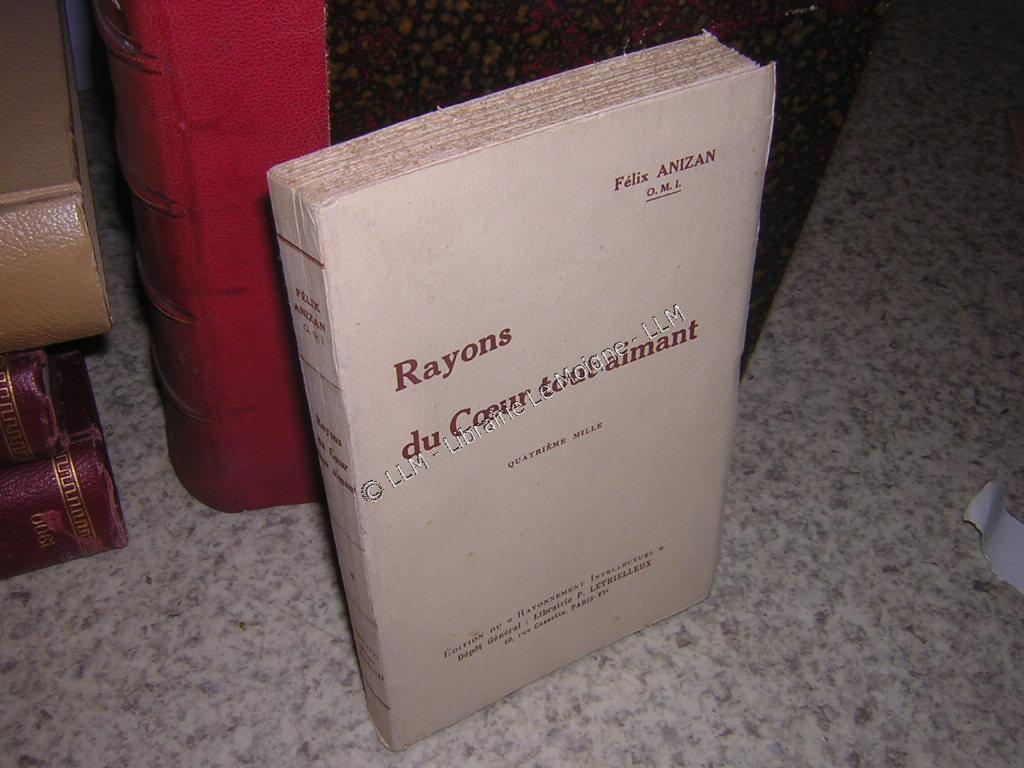 Félix ANIZAN
O. M. I.
Rayons
du Cœur tout aimant
QUATRIÈME MILLE
ÉDITION DU « RAYONNEMENT INTELLECTUEL »
Dépôt Général : Librairie P. LETHIELLEUX
10, rue Cassette, PARIS-VIe
FÉLIX
ANIZAN
O M I
Rayons
du Cœur
tout aimant
© LLM - Librairie Le Moigne - LLM
1900